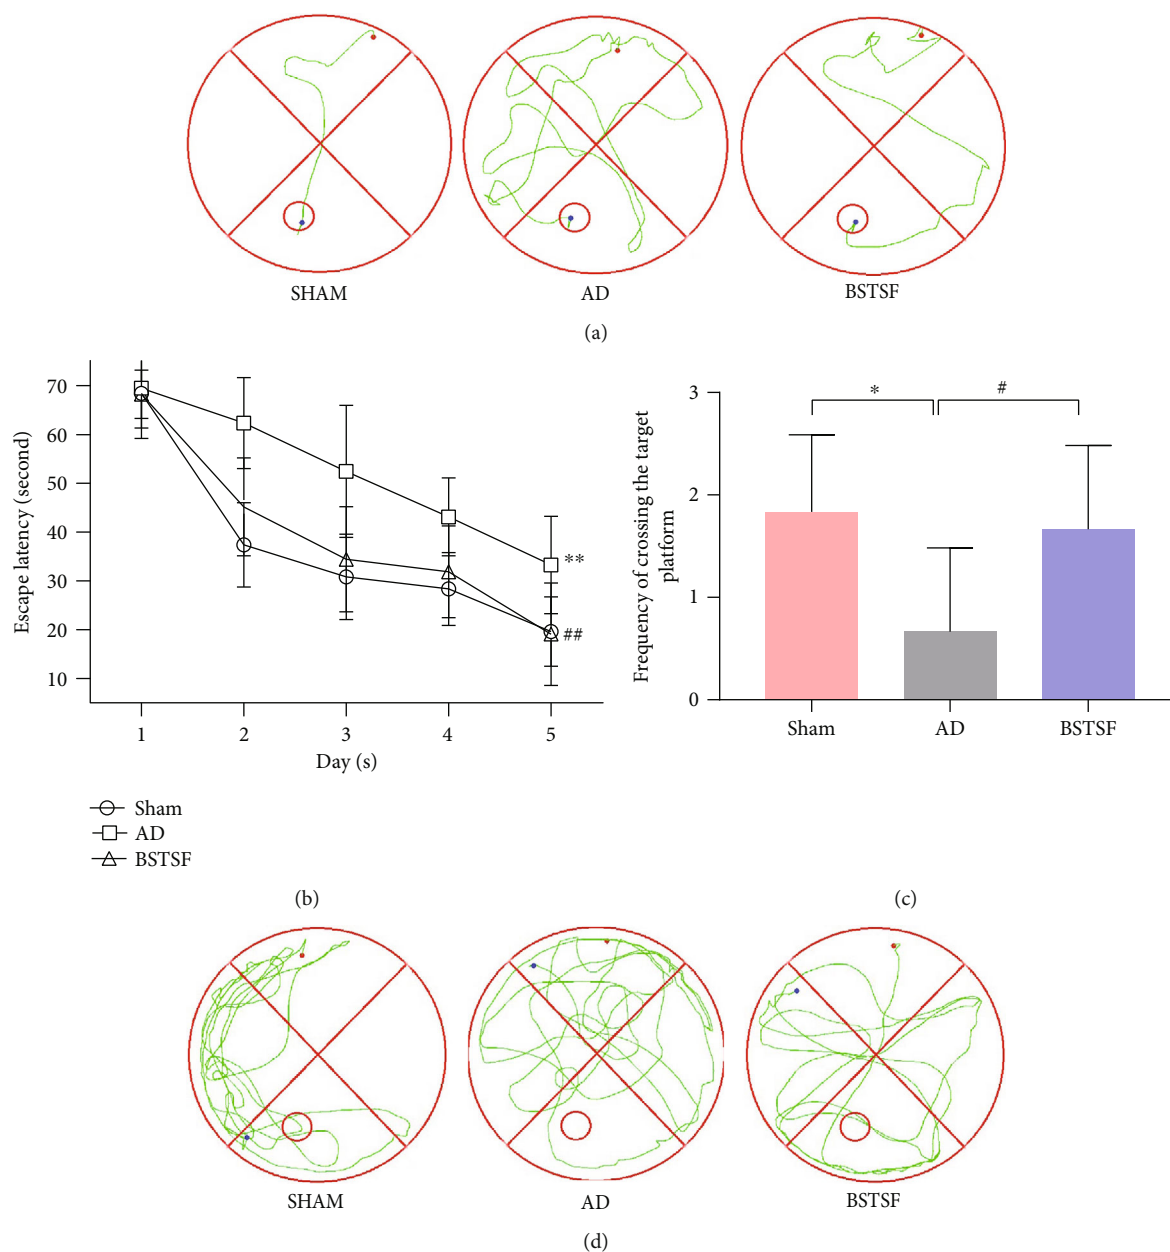 SHAM
AD
BSTSF
(a)
70
60
50
40
30
20
10
Escape latency (second)
1
2
3
4
5
Day (s)
**
##
Sham
AD
BSTSF
(b)
3
2
1
0
Frequency of crossing the target
platform
*
#
Sham
AD
BSTSF
(c)
SHAM
AD
BSTSF
(d)